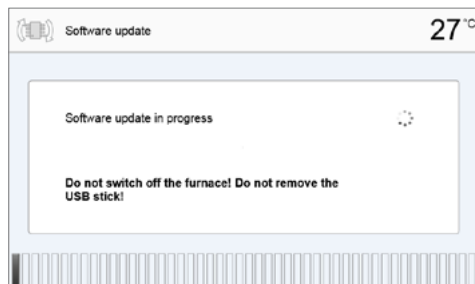 Software update
27 °C
Software update in progress
Do not switch off the furnace! Do not remove the
USB stick!